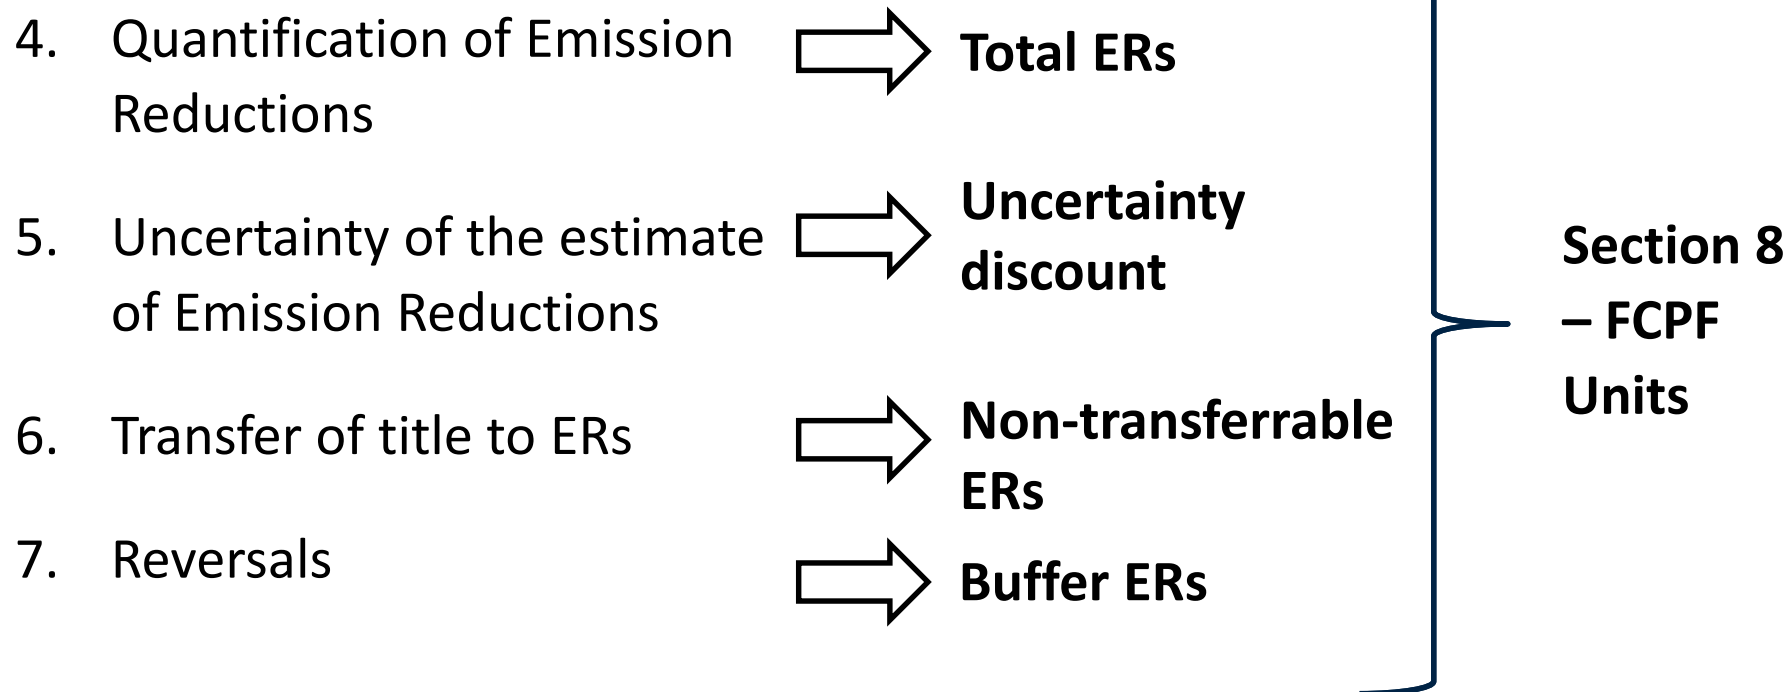 4. Quantification of Emission
Reductions
Total ERs
5. Uncertainty of the estimate
of Emission Reductions
Uncertainty
discount
6. Transfer of title to ERs
Non-transferrable
ERs
7. Reversals
Buffer ERs
Section 8
– FCPF
Units